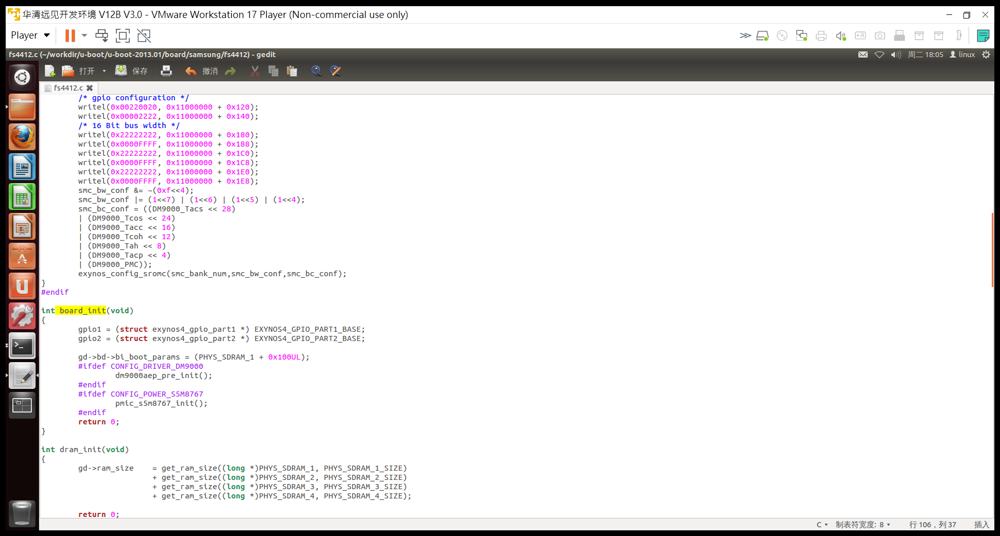 华清远见开发环境 V12B V3.0 - VMware Workstation 17 Player (Non-commercial use only)
Player
fs4412.c (~/workdir/u-boot/u-boot-2013.01/board/samsung/fs4412) - gedit
周二 18:05 linux
打开 保存 撤消
fs4412.c
/* gpio configuration */
writel(0x00220020, 0x11000000 + 0x120);
writel(0x00002222, 0x11000000 + 0x140);
/* 16 Bit bus width */
writel(0x22222222, 0x11000000 + 0x180);
writel(0x0000FFFF, 0x11000000 + 0x188);
writel(0x22222222, 0x11000000 + 0x1C0);
writel(0x0000FFFF, 0x11000000 + 0x1C8);
writel(0x22222222, 0x11000000 + 0x1E0);
writel(0x0000FFFF, 0x11000000 + 0x1E8);
smc_bw_conf &= ~(0xf<<4);
smc_bw_conf |= (1<<7) | (1<<6) | (1<<5) | (1<<4);
smc_bc_conf = ((DM9000_Tacs << 28)
| (DM9000_Tcos << 24)
| (DM9000_Tacc << 16)
| (DM9000_Tcoh << 12)
| (DM9000_Tah << 8)
| (DM9000_Tacp << 4)
| (DM9000_PMC));
exynos_config_sromc(smc_bank_num,smc_bw_conf,smc_bc_conf);
}
#endif
int board_init(void)
{
gpio1 = (struct exynos4_gpio_part1 *) EXYNOS4_GPIO_PART1_BASE;
gpio2 = (struct exynos4_gpio_part2 *) EXYNOS4_GPIO_PART2_BASE;
gd->bd->bi_boot_params = (PHYS_SDRAM_1 + 0x100UL);
#ifdef CONFIG_DRIVER_DM9000
dm9000aep_pre_init();
#endif
#ifdef CONFIG_POWER_S5M8767
pmic_s5m8767_init();
#endif
return 0;
}
int dram_init(void)
{
gd->ram_size = get_ram_size((long *)PHYS_SDRAM_1, PHYS_SDRAM_1_SIZE)
+ get_ram_size((long *)PHYS_SDRAM_2, PHYS_SDRAM_2_SIZE)
+ get_ram_size((long *)PHYS_SDRAM_3, PHYS_SDRAM_3_SIZE)
+ get_ram_size((long *)PHYS_SDRAM_4, PHYS_SDRAM_4_SIZE);
return 0;
C 制表符宽度: 8 行 106，列 37 插入